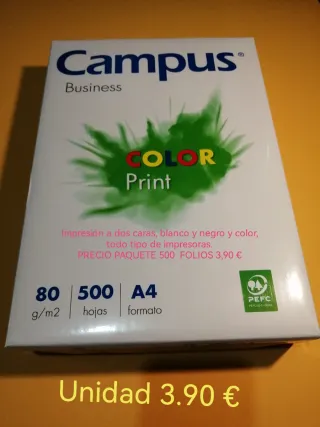 Campus®
Business
COLOR
Print
Impresión a dos caras, blanco y negro y color,
todo tipo de impresoras.
PRECIO PAQUETE 500 FOLIOS 3,90 €
80 500 A4
g/m2 hojas formato
PEFC
Unidad 3.90 €